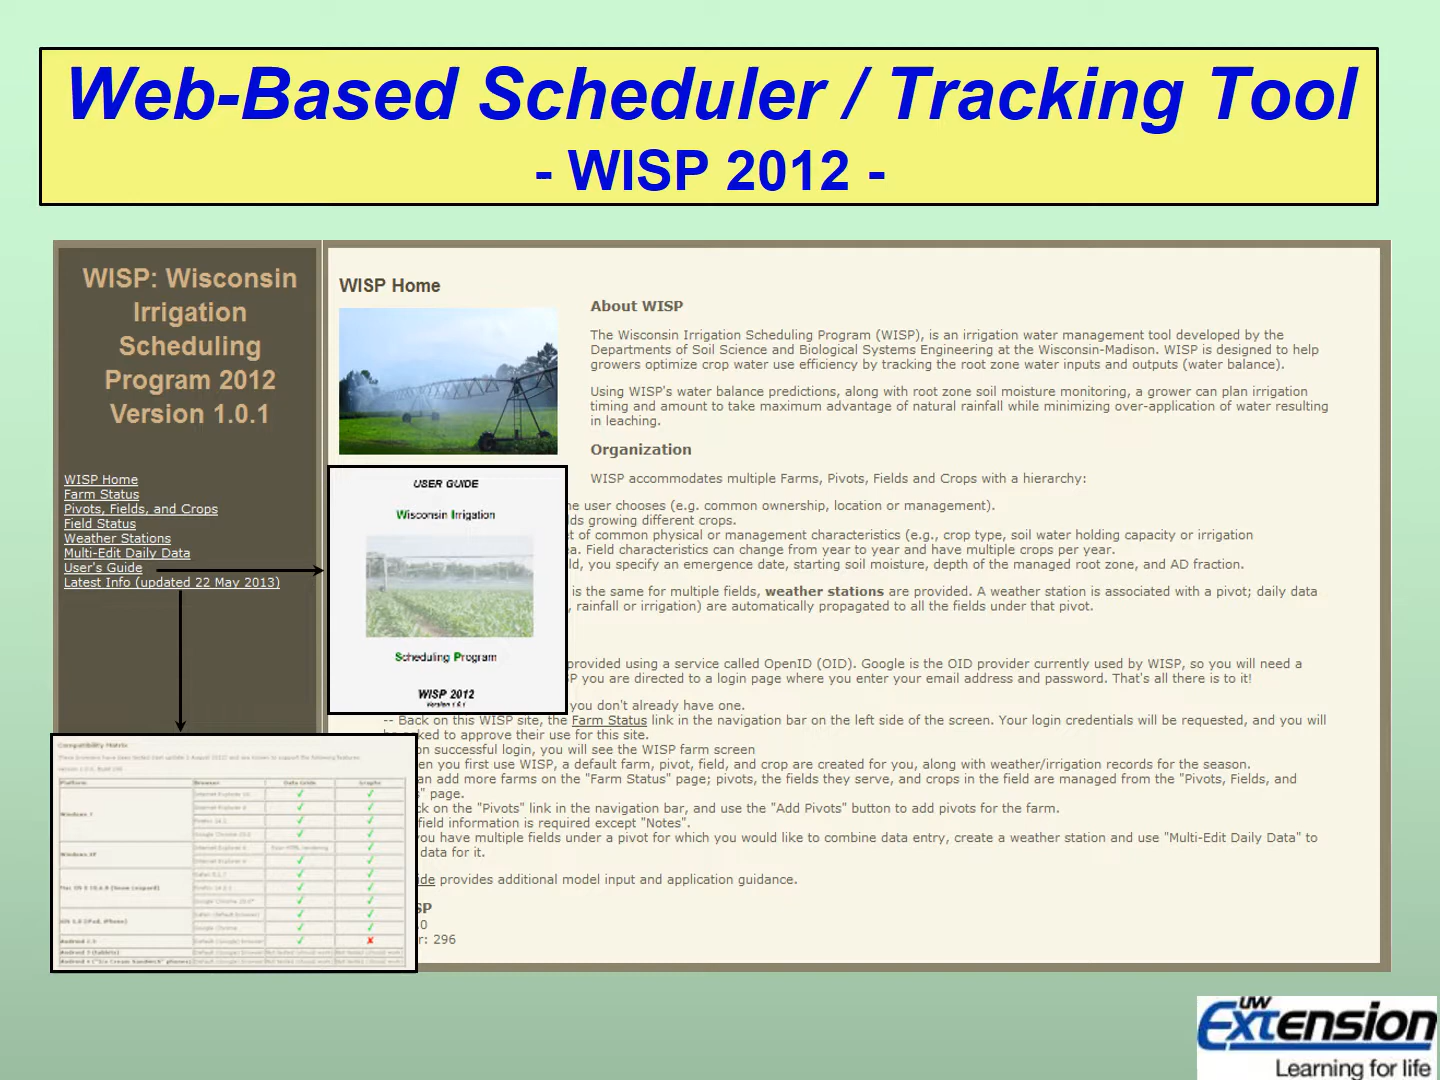 Web-Based Scheduler / Tracking Tool
- WISP 2012 -
WISP: Wisconsin
Irrigation
Scheduling
Program 2012
Version 1.0.1
WISP Home
Farm Status
Pivots, Fields, and Crops
Field Status
Weather Stations
Multi-Edit Daily Data
User's Guide
Latest Info (updated 22 May 2013)
WISP Home
About WISP
The Wisconsin Irrigation Scheduling Program (WISP), is an irrigation water management tool developed by the
Departments of Soil Science and Biological Systems Engineering at the Wisconsin-Madison. WISP is designed to help
growers optimize crop water use efficiency by tracking the root zone water inputs and outputs (water balance).
Using WISP's water balance predictions, along with root zone soil moisture monitoring, a grower can plan irrigation
timing and amount to take maximum advantage of natural rainfall while minimizing over-application of water resulting
in leaching.
Organization
WISP accommodates multiple Farms, Pivots, Fields and Crops with a hierarchy:
user chooses (e.g. common ownership, location or management).
growing different crops.
of common physical or management characteristics (e.g., crop type, soil water holding capacity or irrigation
Field characteristics can change from year to year and have multiple crops per year.
you specify an emergence date, starting soil moisture, depth of the managed root zone, and AD fraction.
is the same for multiple fields, weather stations are provided. A weather station is associated with a pivot; daily data
, rainfall or irrigation) are automatically propagated to all the fields under that pivot.
provided using a service called OpenID (OID). Google is the OID provider currently used by WISP, so you will need a
you are directed to a login page where you enter your email address and password. That's all there is to it!
you don't already have one.
-- Back on this WISP site, the Farm Status link in the navigation bar on the left side of the screen. Your login credentials will be requested, and you will
to approve their use for this site.
on successful login, you will see the WISP farm screen
you first use WISP, a default farm, pivot, field, and crop are created for you, along with weather/irrigation records for the season.
add more farms on the "Farm Status" page; pivots, the fields they serve, and crops in the field are managed from the "Pivots, Fields, and
" page.
on the "Pivots" link in the navigation bar, and use the "Add Pivots" button to add pivots for the farm.
field information is required except "Notes".
you have multiple fields under a pivot for which you would like to combine data entry, create a weather station and use "Multi-Edit Daily Data" to
data for it.
provides additional model input and application guidance.
: 296
USER GUIDE
Wisconsin Irrigation
Scheduling Program
WISP 2012
Version 1.0.1
Compatibility Matrix
Platform Browser Data Grids Graphs
Windows 7
Windows XP
UW
Extension
Learning for life